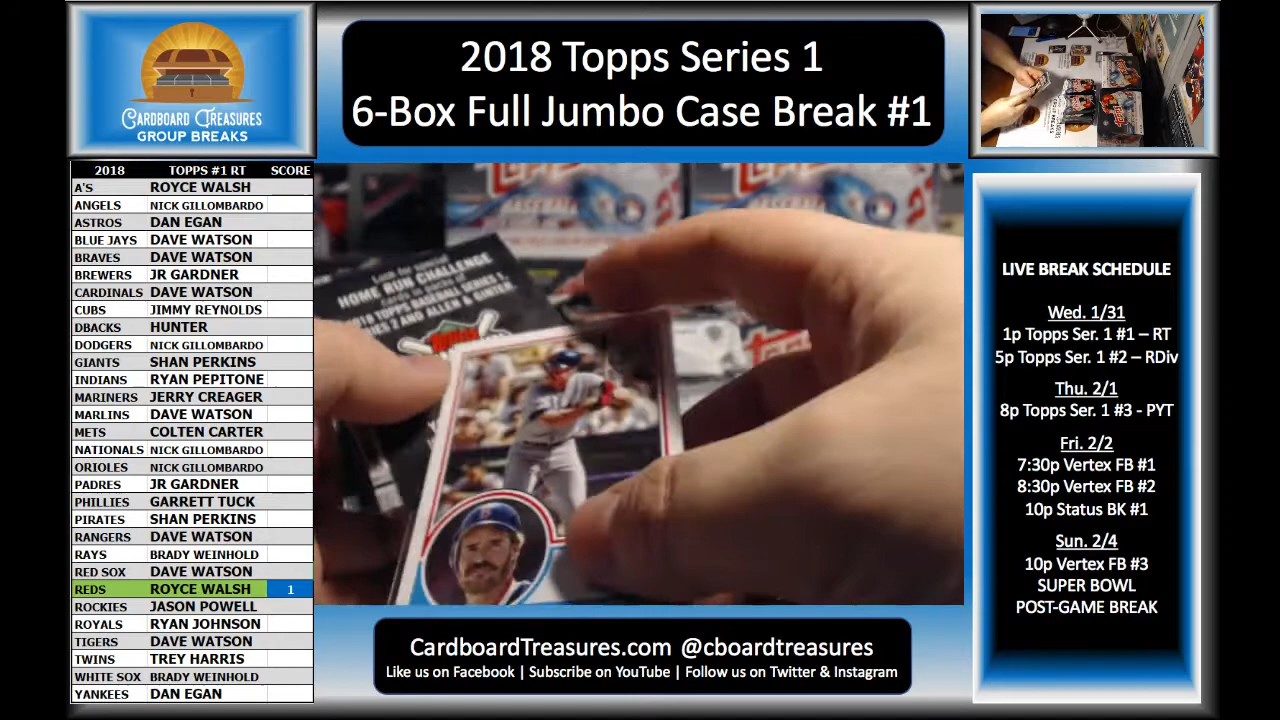 CARDBOARD TREASURES
GROUP BREAKS
2018 Topps Series 1
6-Box Full Jumbo Case Break #1
2018 TOPPS #1 RT SCORE
A'S ROYCE WALSH
ANGELS NICK GILLOMBARDO
ASTROS DAN EGAN
BLUE JAYS DAVE WATSON
BRAVES DAVE WATSON
BREWERS JR GARDNER
CARDINALS DAVE WATSON
CUBS JIMMY REYNOLDS
DBACKS HUNTER
DODGERS NICK GILLOMBARDO
GIANTS SHAN PERKINS
INDIANS RYAN PEPITONE
MARINERS JERRY CREAGER
MARLINS DAVE WATSON
METS COLTEN CARTER
NATIONALS NICK GILLOMBARDO
ORIOLES NICK GILLOMBARDO
PADRES JR GARDNER
PHILLIES GARRETT TUCK
PIRATES SHAN PERKINS
RANGERS DAVE WATSON
RAYS BRADY WEINHOLD
RED SOX DAVE WATSON
REDS ROYCE WALSH 1
ROCKIES JASON POWELL
ROYALS RYAN JOHNSON
TIGERS DAVE WATSON
TWINS TREY HARRIS
WHITE SOX BRADY WEINHOLD
YANKEES DAN EGAN
Look for special
HOME RUN CHALLENGE
LIVE BREAK SCHEDULE
Wed. 1/31
1p Topps Ser. 1 #1 – RT
5p Topps Ser. 1 #2 – RDiv
Thu. 2/1
8p Topps Ser. 1 #3 - PYT
Fri. 2/2
7:30p Vertex FB #1
8:30p Vertex FB #2
10p Status BK #1
Sun. 2/4
10p Vertex FB #3
SUPER BOWL
POST-GAME BREAK
CardboardTreasures.com @cboardtreasures
Like us on Facebook | Subscribe on YouTube | Follow us on Twitter & Instagram